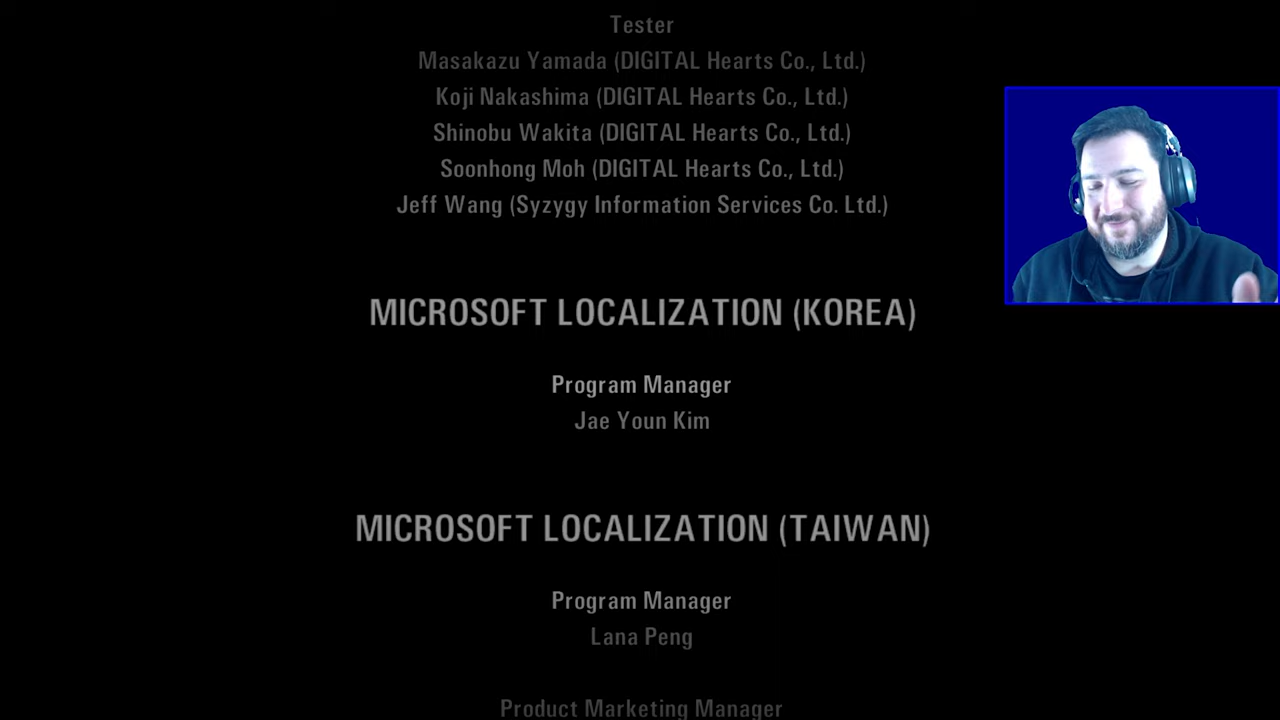 Tester
Masakazu Yamada (DIGITAL Hearts Co., Ltd.)
Koji Nakashima (DIGITAL Hearts Co., Ltd.)
Shinobu Wakita (DIGITAL Hearts Co., Ltd.)
Soonhong Moh (DIGITAL Hearts Co., Ltd.)
Jeff Wang (Syzygy Information Services Co. Ltd.)
MICROSOFT LOCALIZATION (KOREA)
Program Manager
Jae Youn Kim
MICROSOFT LOCALIZATION (TAIWAN)
Program Manager
Lana Peng
Product Marketing Manager